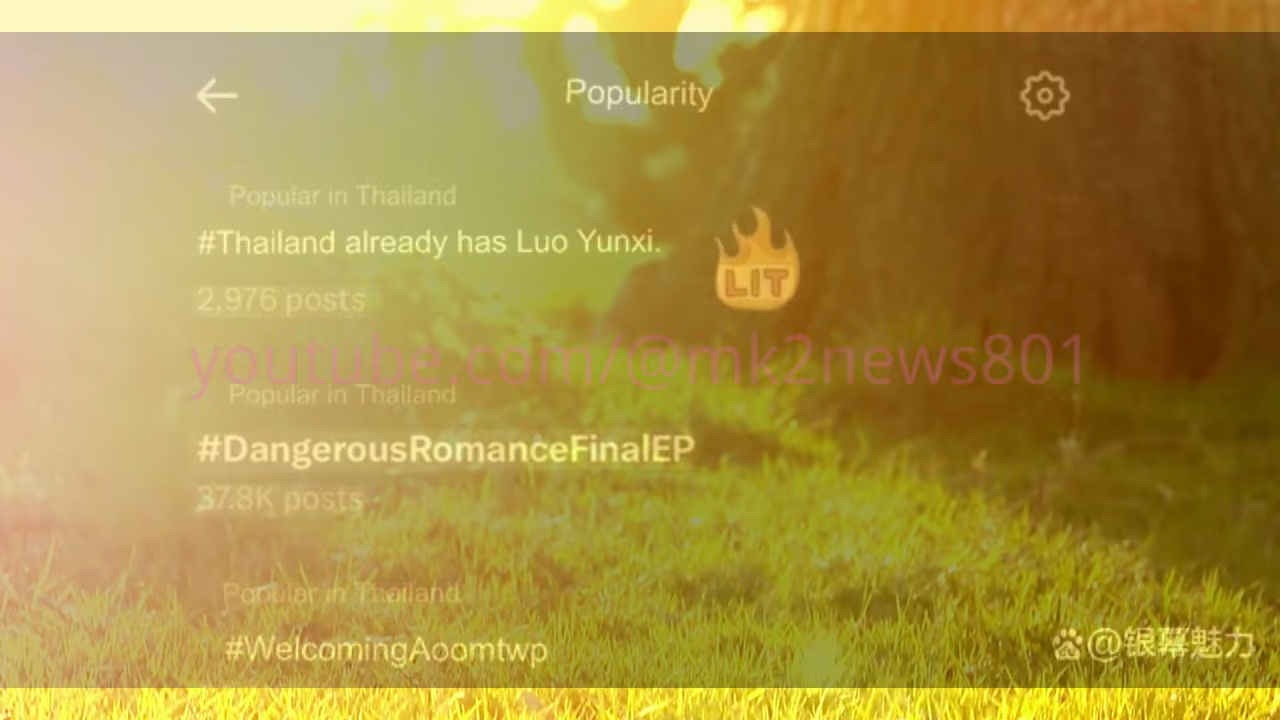 Popularity
Popular in Thailand
#Thailand already has Luo Yunxi.
LIT
2.976 posts
youtube.com/@mk2news801
Popular in Thailand
#DangerousRomanceFinalEP
37.8K posts
Popular in Thailand
#WelcomingAoomtwp
@银幕魅力